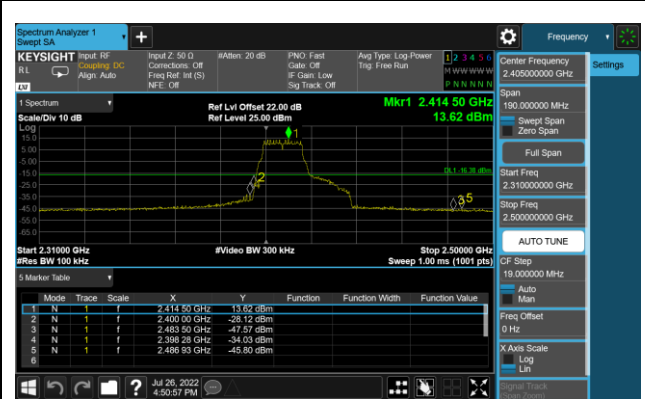 Spectrum Analyzer 1
Swept SA
Frequency
KEYSIGHT
RL
LXI
Input: RF
Coupling: DC
Align: Auto
Input Z: 50 Ω
Corrections: Off
Freq Ref: Int (S)
NFE: Off
#Atten: 20 dB
PNO: Fast
Gate: Off
IF Gain: Low
Sig Track: Off
Avg Type: Log-Power
Trig: Free Run
1 2 3 4 5 6
M W W W W W
P N N N N N
Center Frequency
2.405000000 GHz
Settings
Span
190.000000 MHz
Swept Span
Zero Span
Full Span
Start Freq
2.310000000 GHz
Stop Freq
2.500000000 GHz
AUTO TUNE
CF Step
19.000000 MHz
Auto
Man
Freq Offset
0 Hz
X Axis Scale
Log
Lin
Signal Track
(Span Zoom)
1 Spectrum
Scale/Div 10 dB
Ref Lvl Offset 22.00 dB
Ref Level 25.00 dBm
Mkr1 2.414 50 GHz
13.62 dBm
Log
15.0
5.00
-5.00
-15.0
-25.0
-35.0
-45.0
-55.0
-65.0
1
2
4
3
5
DL1 -16.38 dBm
Start 2.31000 GHz
#Res BW 100 kHz
#Video BW 300 kHz
Stop 2.50000 GHz
Sweep 1.00 ms (1001 pts)
5 Marker Table
Mode Trace Scale X Y Function Function Width Function Value
1 N 1 f 2.414 50 GHz 13.62 dBm
2 N 1 f 2.400 00 GHz -28.12 dBm
3 N 1 f 2.483 50 GHz -47.57 dBm
4 N 1 f 2.398 28 GHz -34.03 dBm
5 N 1 f 2.486 93 GHz -45.80 dBm
6
?
Jul 26, 2022
4:50:57 PM